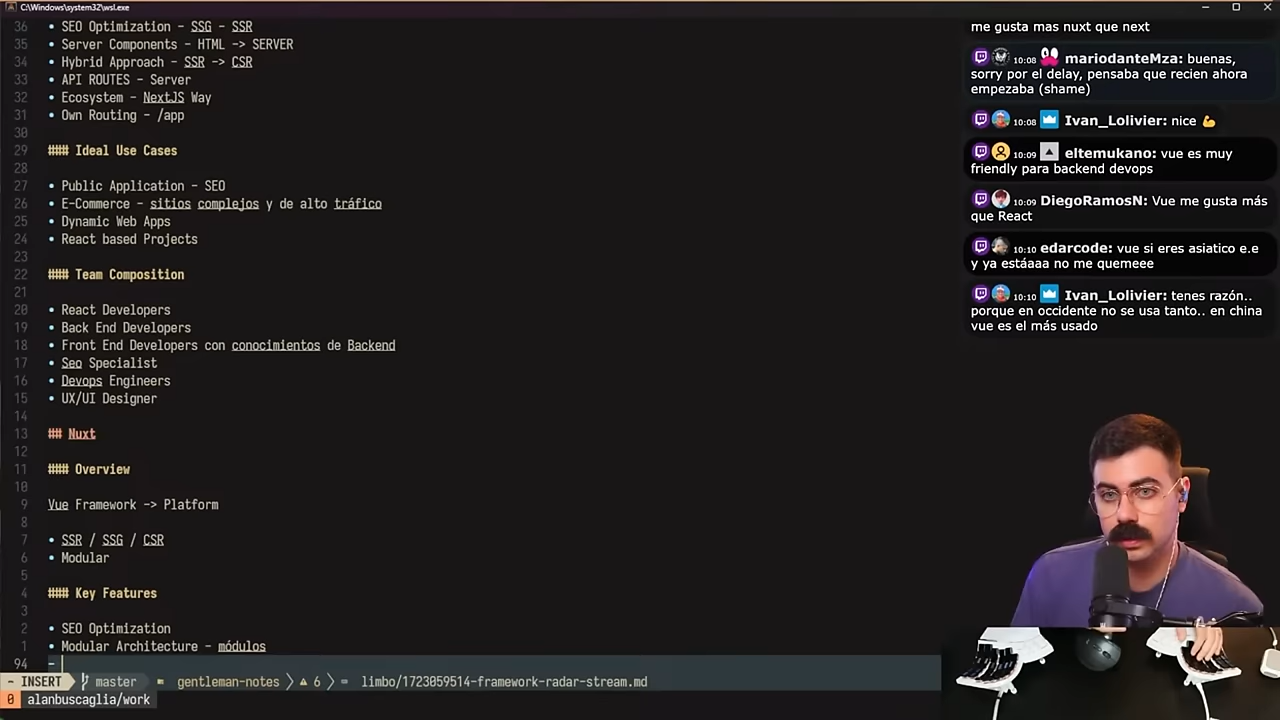 C:\Windows\system32\wsl.exe
36 • SEO Optimization - SSG - SSR
35 • Server Components - HTML -> SERVER
34 • Hybrid Approach - SSR -> CSR
33 • API ROUTES - Server
32 • Ecosystem - NextJS Way
31 • Own Routing - /app
30
29 #### Ideal Use Cases
28
27 • Public Application - SEO
26 • E-Commerce - sitios complejos y de alto tráfico
25 • Dynamic Web Apps
24 • React based Projects
23
22 #### Team Composition
21
20 • React Developers
19 • Back End Developers
18 • Front End Developers con conocimientos de Backend
17 • Seo Specialist
16 • Devops Engineers
15 • UX/UI Designer
14
13 ## Nuxt
12
11 #### Overview
10
9 Vue Framework -> Platform
8
7 • SSR / SSG / CSR
6 • Modular
5
4 #### Key Features
3
2 • SEO Optimization
1 • Modular Architecture - módulos
94 -
- INSERT master gentleman-notes 6 limbo/1723059514-framework-radar-stream.md
0 alanbuscaglia/work
me gusta mas nuxt que next
10:08 mariodanteMza: buenas,
sorry por el delay, pensaba que recien ahora
empezaba (shame)
10:08 Ivan_Lolivier: nice 💪
10:09 eltemukano: vue es muy
friendly para backend devops
10:09 DiegoRamosN: Vue me gusta más
que React
10:10 edarcode: vue si eres asiatico e.e
y ya estáaaa no me quemeee
10:10 Ivan_Lolivier: tenes razón..
porque en occidente no se usa tanto.. en china
vue es el más usado